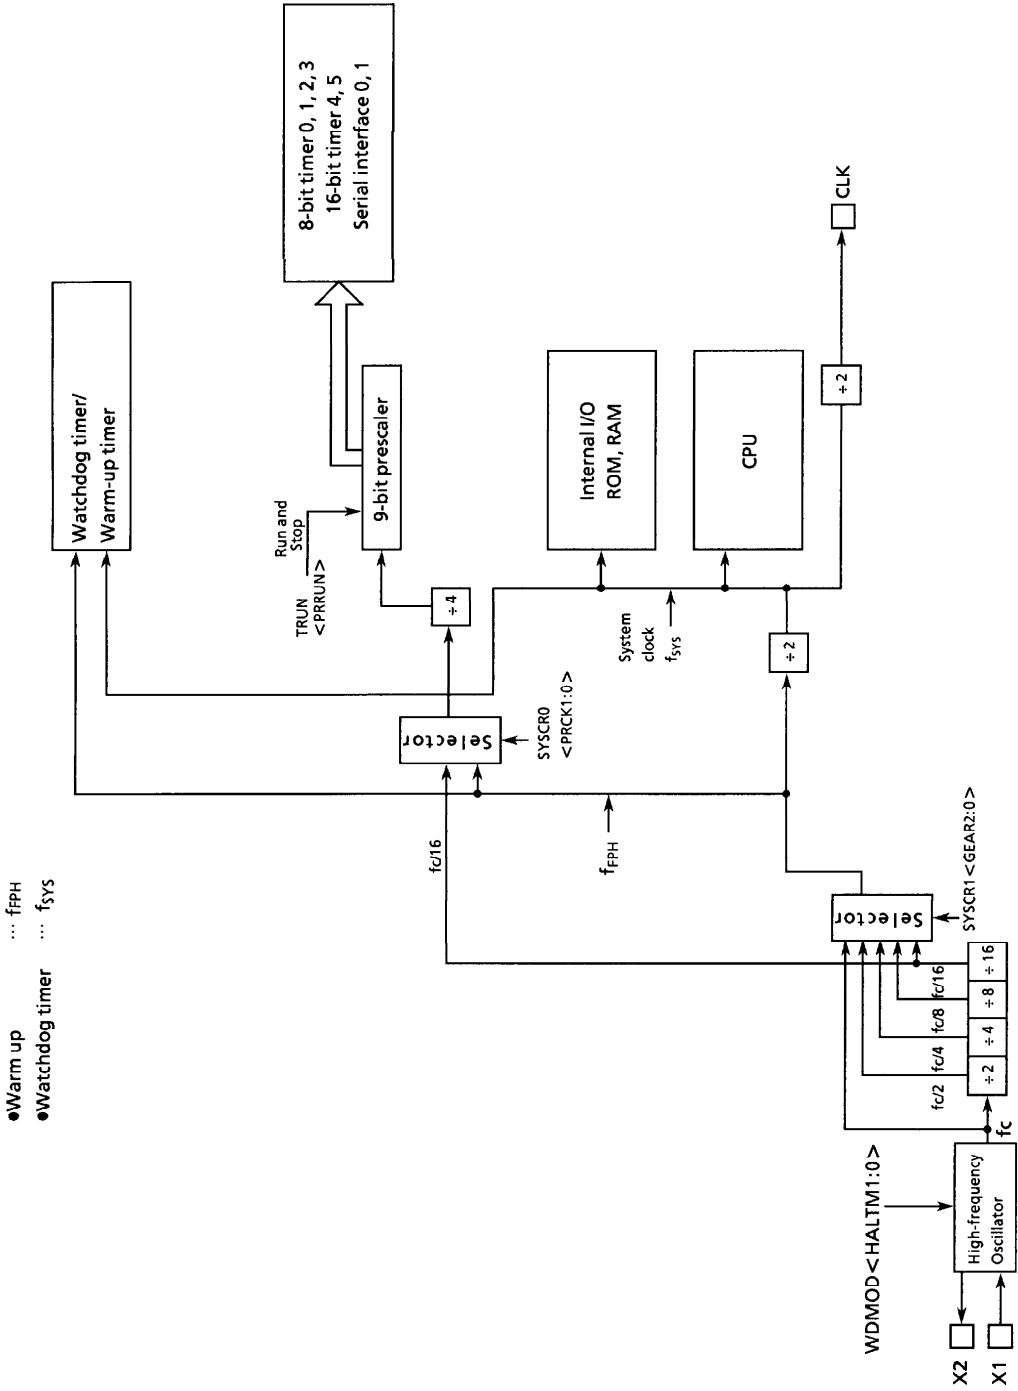 ●Warm up ··· fFPH
●Watchdog timer ··· fSYS
Watchdog timer/
Warm-up timer
8-bit timer 0, 1, 2, 3
16-bit timer 4, 5
Serial interface 0, 1
TRUN
<PRRUN>
Run and
Stop
9-bit prescaler
÷4
fc/16
Selector
SYSCR0
<PRCK1:0>
fFPH
System
clock
fSYS
Internal I/O
ROM, RAM
CPU
÷2
÷2
CLK
WDMOD<HALTM1:0>
Selector
SYSCR1<GEAR2:0>
fc/2
fc/4
fc/8
fc/16
÷2
÷4
÷8
÷16
fc
High-frequency
Oscillator
X2
X1